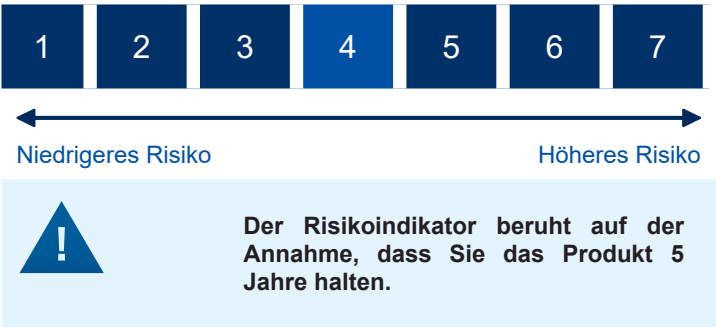 1 2 3 4 5 6 7
Niedrigeres Risiko Höheres Risiko
!
Der Risikoindikator beruht auf der
Annahme, dass Sie das Produkt 5
Jahre halten.